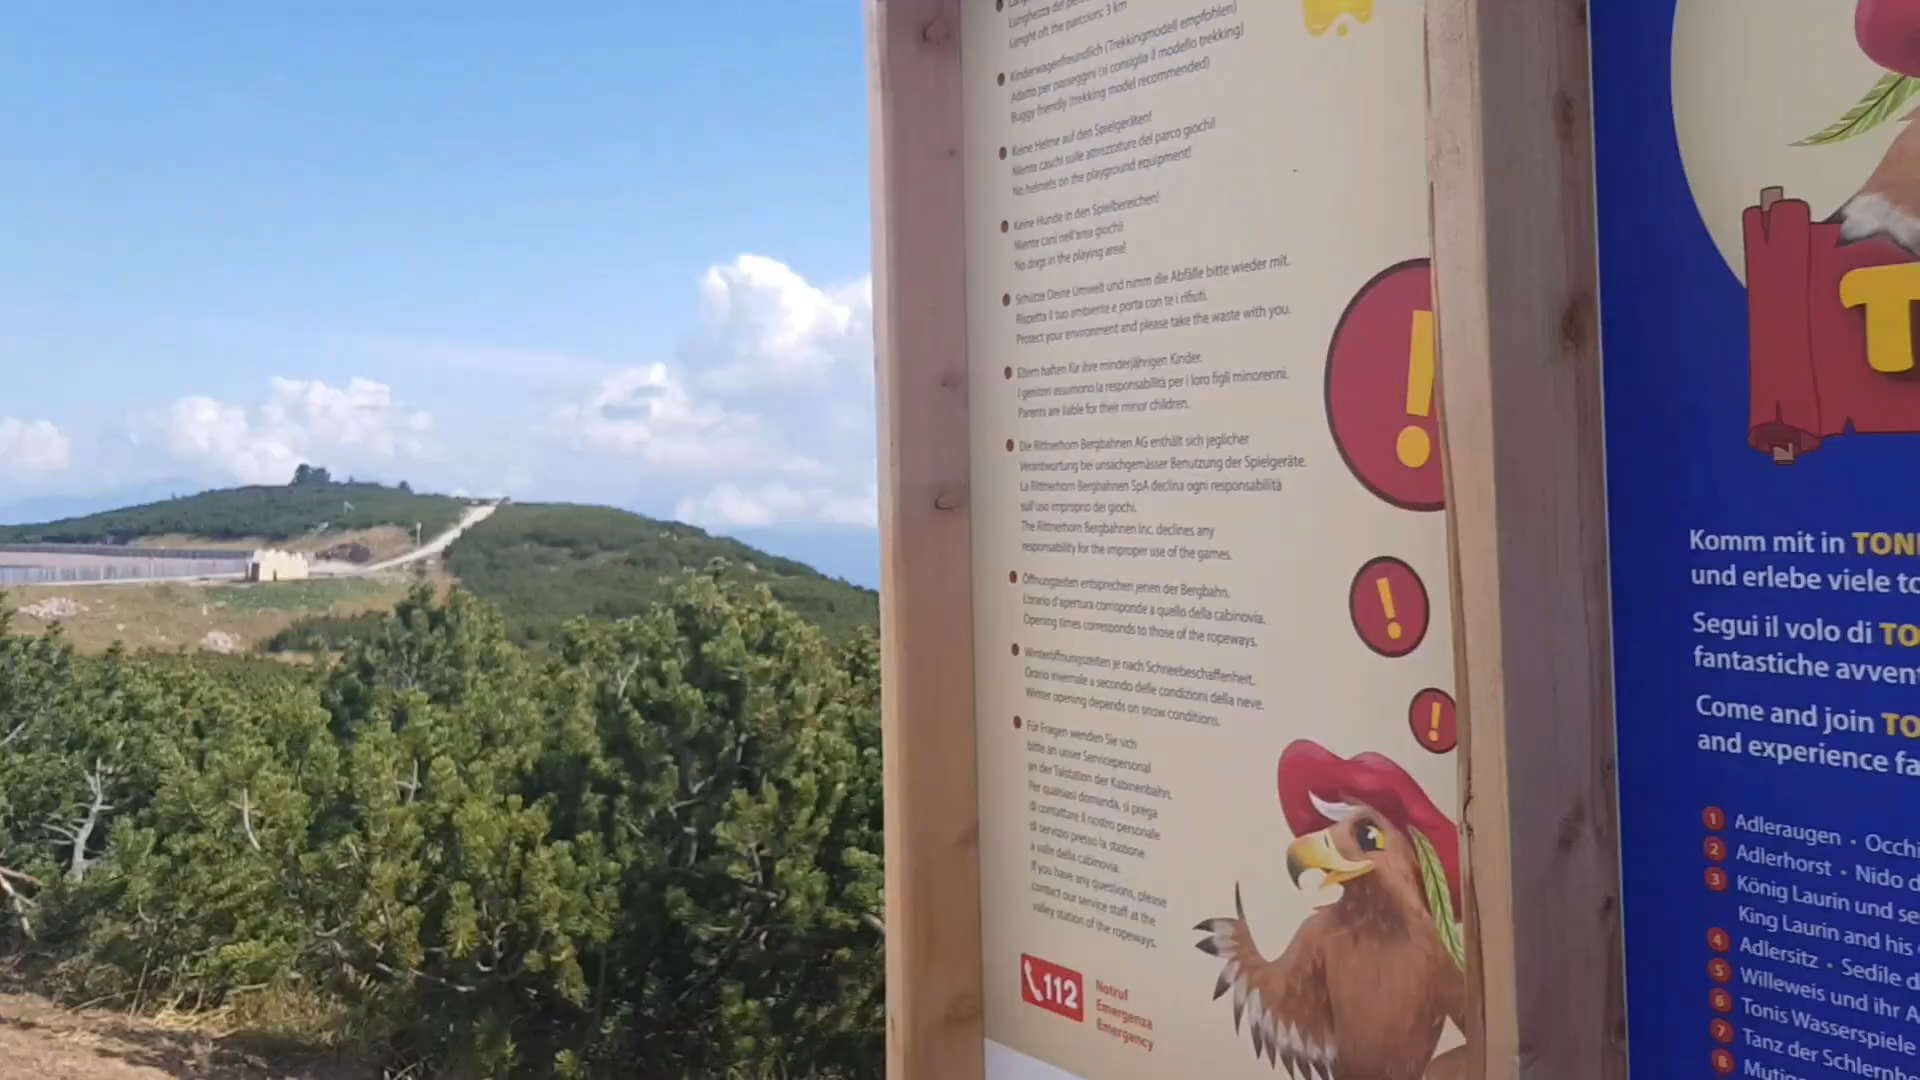 Lunghezza del
Lenght oft the parcours: 3 km
Kinderwagenfreundlich (Trekkingmodell empfohlen)
Adatto per passeggini (si consiglia il modello trekking)
Buggy friendly (trekking model recommended)
Keine Helme auf den Spielgeräten!
Niente caschi sulle attrezzature del parco giochi!
No helmets on the playground equipment!
Keine Hunde in den Spielbereichen!
Niente cani nell'area giochi!
No dogs in the playing area!
Schütze Deine Umwelt und nimm die Abfälle bitte wieder mit.
Rispetta il tuo ambiente e porta con te i rifiuti.
Protect your environment and please take the waste with you.
Eltern haften für ihre minderjährigen Kinder.
I genitori assumono la responsabilità per i loro figli minorenni.
Parents are liable for their minor children.
Die Rittnerhorn Bergbahnen AG enthält sich jeglicher
Verantwortung bei unsachgemässer Benutzung der Spielgeräte.
La Rittnerhorn Bergbahnen SpA declina ogni responsabilità
sull'uso improprio dei giochi.
The Rittnerhorn Bergbahnen Inc. declines any
responsability for the improper use of the games.
Öffnungzeiten entsprechen jenen der Bergbahn.
L'orario d'apertura corrisponde a quello della cabinovia.
Opening times corresponds to those of the ropeways.
Winteröffnungszeiten je nach Schneebeschaffenheit.
Orario invernale a secondo delle condizioni della neve.
Winter opening depends on snow conditions.
Für Fragen wenden Sie sich
bitte an unser Servicepersonal
an der Talstation der Kabinenbahn.
Per qualsiasi domanda, si prega
di contattare il nostro personale
di servizio presso la stazione
a valle della cabinovia.
If you have any questions, please
contact our service staff at the
valley station of the ropeways.
112
Notruf
Emergenza
Emergency
T
Komm mit in TONI
und erlebe viele to
Segui il volo di TO
fantastiche avvent
Come and join TO
and experience fa
1 Adleraugen · Occhi
2 Adlerhorst · Nido d
3 König Laurin und se
King Laurin and his
4 Adlersitz · Sedile d
5 Willeweis und ihr A
6 Tonis Wasserspiele
7 Tanz der Schlernhe
8 Mutig